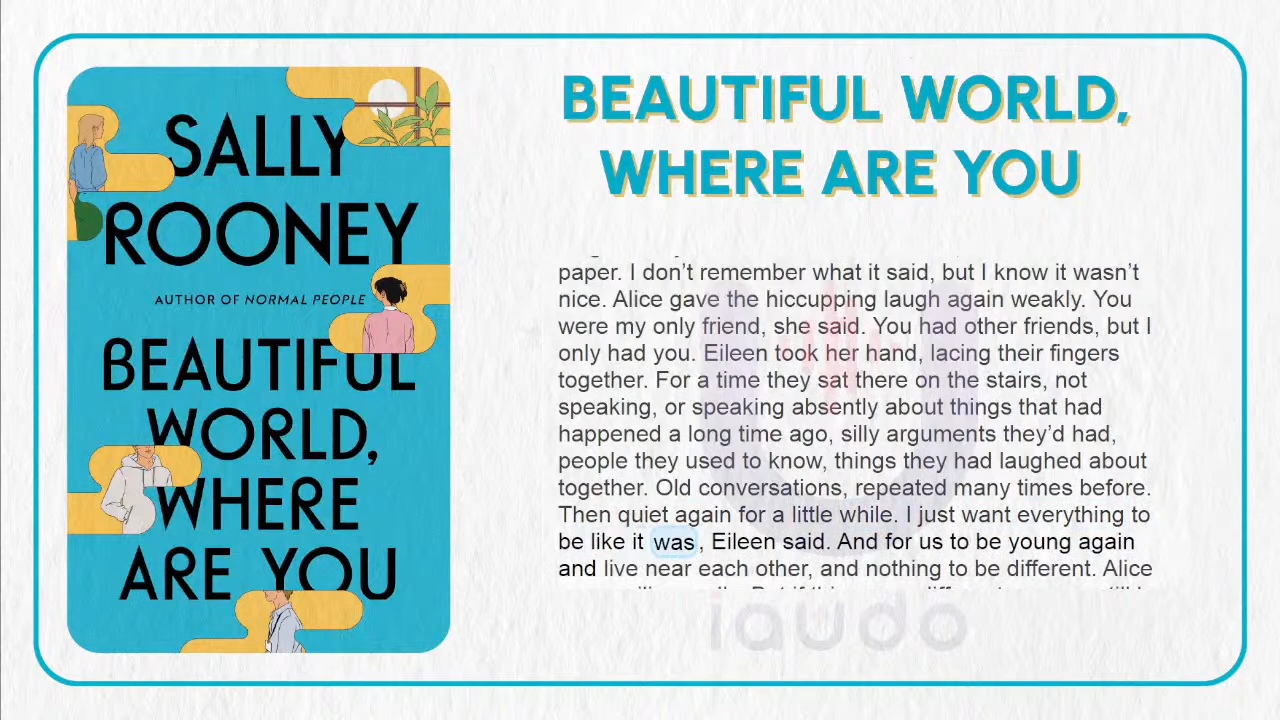 SALLY
ROONEY
AUTHOR OF NORMAL PEOPLE
BEAUTIFUL
WORLD,
WHERE
ARE YOU
BEAUTIFUL WORLD,
WHERE ARE YOU
paper. I don’t remember what it said, but I know it wasn’t
nice. Alice gave the hiccupping laugh again weakly. You
were my only friend, she said. You had other friends, but I
only had you. Eileen took her hand, lacing their fingers
together. For a time they sat there on the stairs, not
speaking, or speaking absently about things that had
happened a long time ago, silly arguments they’d had,
people they used to know, things they had laughed about
together. Old conversations, repeated many times before.
Then quiet again for a little while. I just want everything to
be like it was, Eileen said. And for us to be young again
and live near each other, and nothing to be different. Alice
iaudo